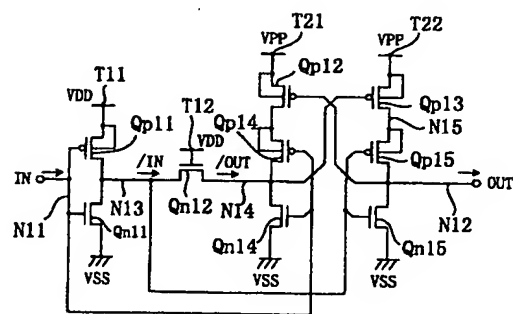 T21
T22
VPP
VPP
T11
Qp12
VDD
T12
Qp13
Qp11
VDD
Qp14
N15
IN
/IN
/OUT
Qp15
OUT
N13
Qn12
N14
N12
N11
Qn11
Qn14
Qn15
VSS
VSS
VSS